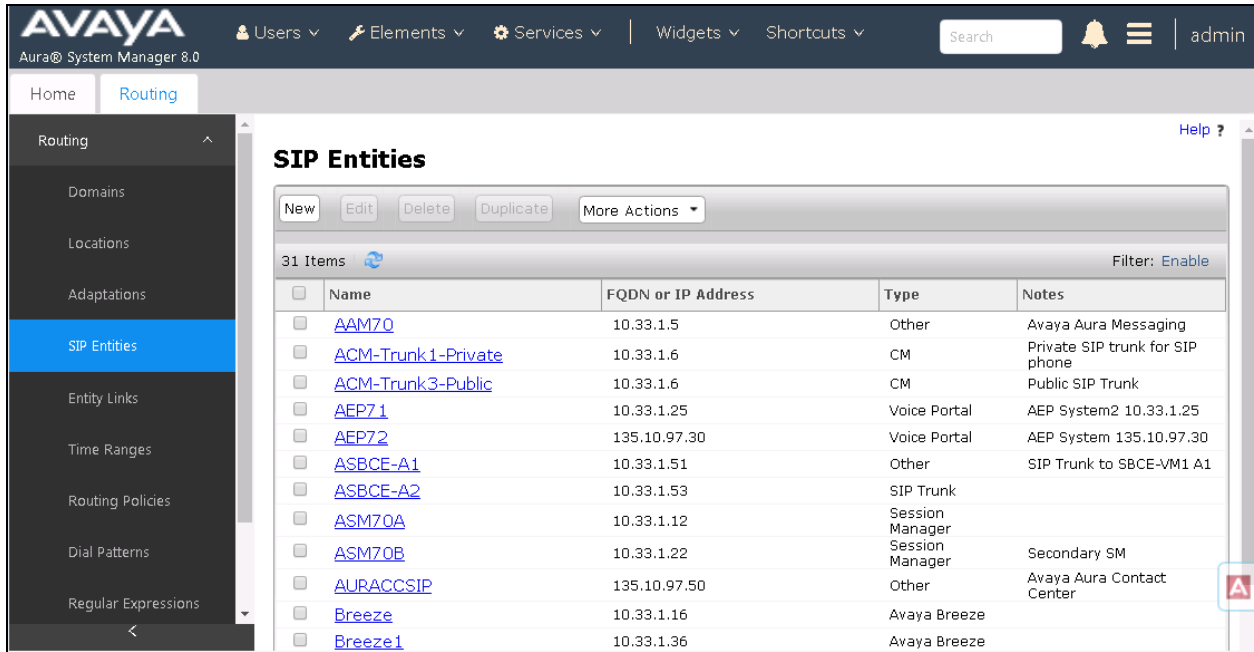 AVAYA
Aura® System Manager 8.0
Users Elements Services Widgets Shortcuts Search admin
Home Routing
Routing
Domains
Locations
Adaptations
SIP Entities
Entity Links
Time Ranges
Routing Policies
Dial Patterns
Regular Expressions
<
Help ?
SIP Entities
New Edit Delete Duplicate More Actions
31 Items Filter: Enable
Name FQDN or IP Address Type Notes
AAM70 10.33.1.5 Other Avaya Aura Messaging
ACM-Trunk1-Private 10.33.1.6 CM Private SIP trunk for SIP
phone
ACM-Trunk3-Public 10.33.1.6 CM Public SIP Trunk
AEP71 10.33.1.25 Voice Portal AEP System2 10.33.1.25
AEP72 135.10.97.30 Voice Portal AEP System 135.10.97.30
ASBCE-A1 10.33.1.51 Other SIP Trunk to SBCE-VM1 A1
ASBCE-A2 10.33.1.53 SIP Trunk
ASM70A 10.33.1.12 Session
Manager
ASM70B 10.33.1.22 Session
Manager Secondary SM
AURACCSIP 135.10.97.50 Other Avaya Aura Contact
Center
Breeze 10.33.1.16 Avaya Breeze
Breeze1 10.33.1.36 Avaya Breeze
A